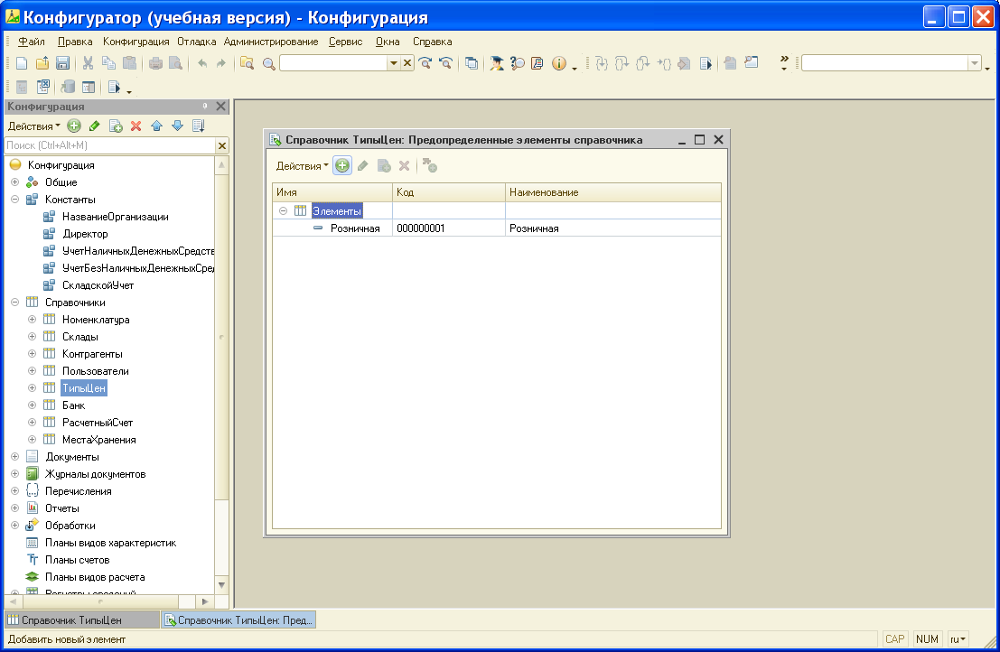 Конфигуратор (учебная версия) - Конфигурация
Файл Правка Конфигурация Отладка Администрирование Сервис Окна Справка
Конфигурация
Действия
Поиск (Ctrl+Alt+M)
Конфигурация
Общие
Константы
НазваниеОрганизации
Директор
УчетНаличныхДенежныхСредств
УчетБезНаличныхДенежныхСред
СкладскойУчет
Справочники
Номенклатура
Склады
Контрагенты
Пользователи
ТипыЦен
Банк
РасчетныйСчет
МестаХранения
Документы
Журналы документов
Перечисления
Отчеты
Обработки
Планы видов характеристик
Планы счетов
Планы видов расчета
Регистры сведений
Справочник ТипыЦен: Предопределенные элементы справочника
Действия
Имя Код Наименование
Элементы
Розничная 000000001 Розничная
Справочник ТипыЦен
Справочник ТипыЦен: Пред...
Добавить новый элемент
CAP NUM ru